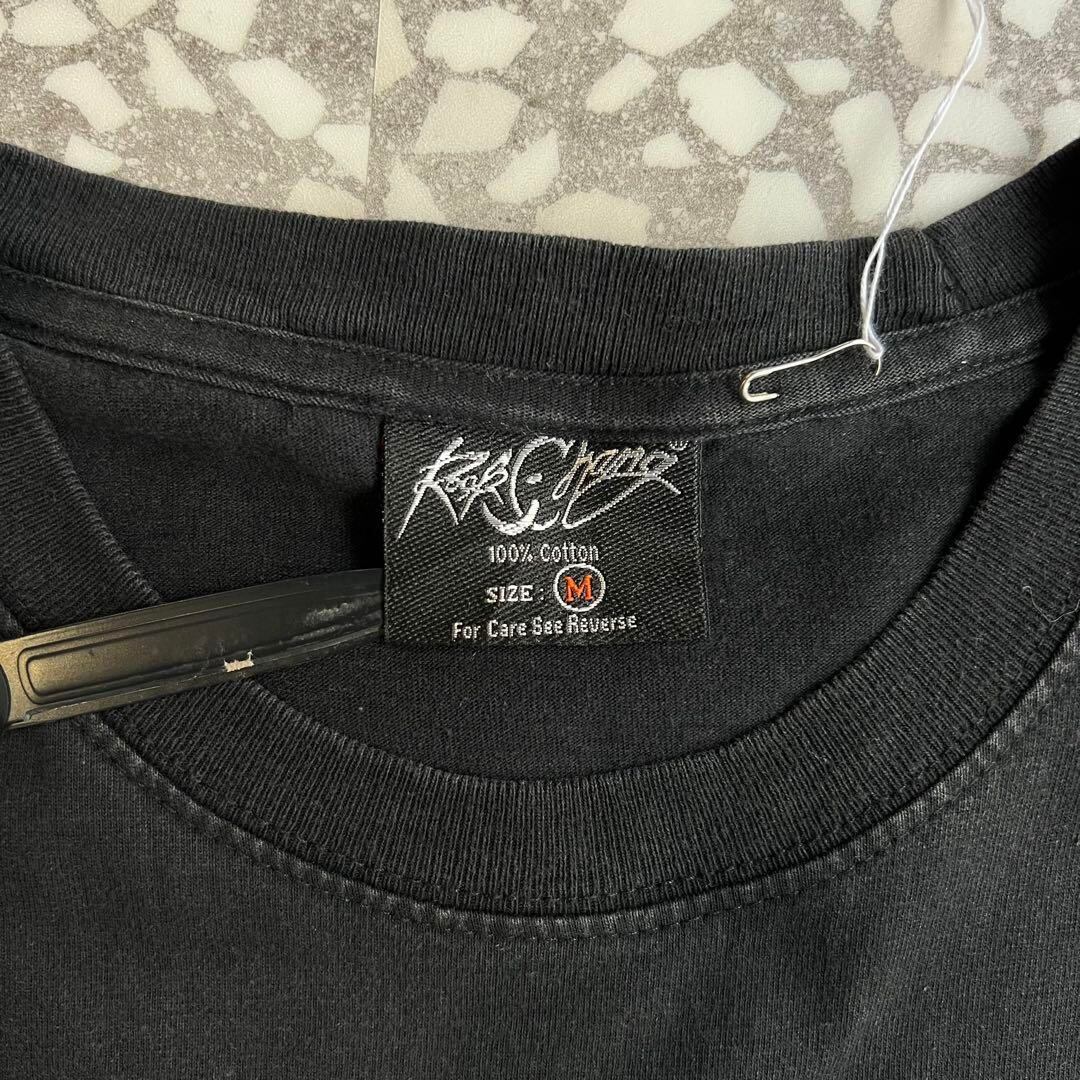 Rock Chang®
100% Cotton
SIZE : M
For Care See Reverse